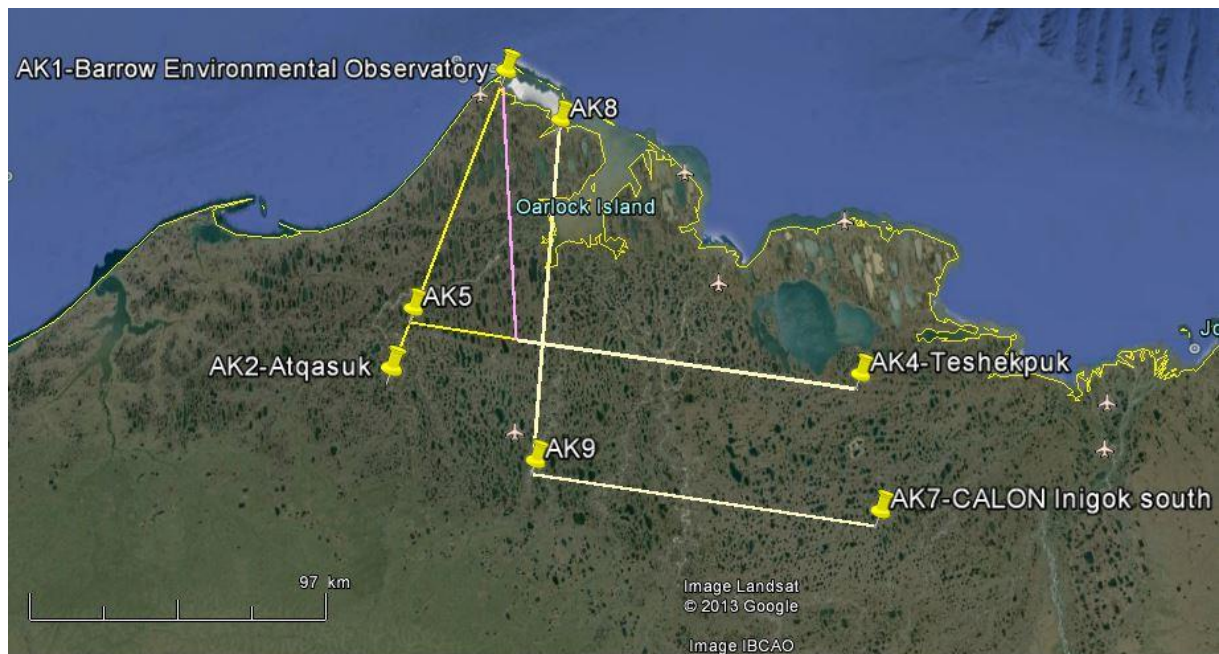 AK1-Barrow Environmental Observatory
AK8
Oarlock Island
AK5
AK2-Atqasuk
AK4-Teshekpuk
AK9
AK7-CALON Inigok south
97 km
Image Landsat
© 2013 Google
Image IBCAO
Jo